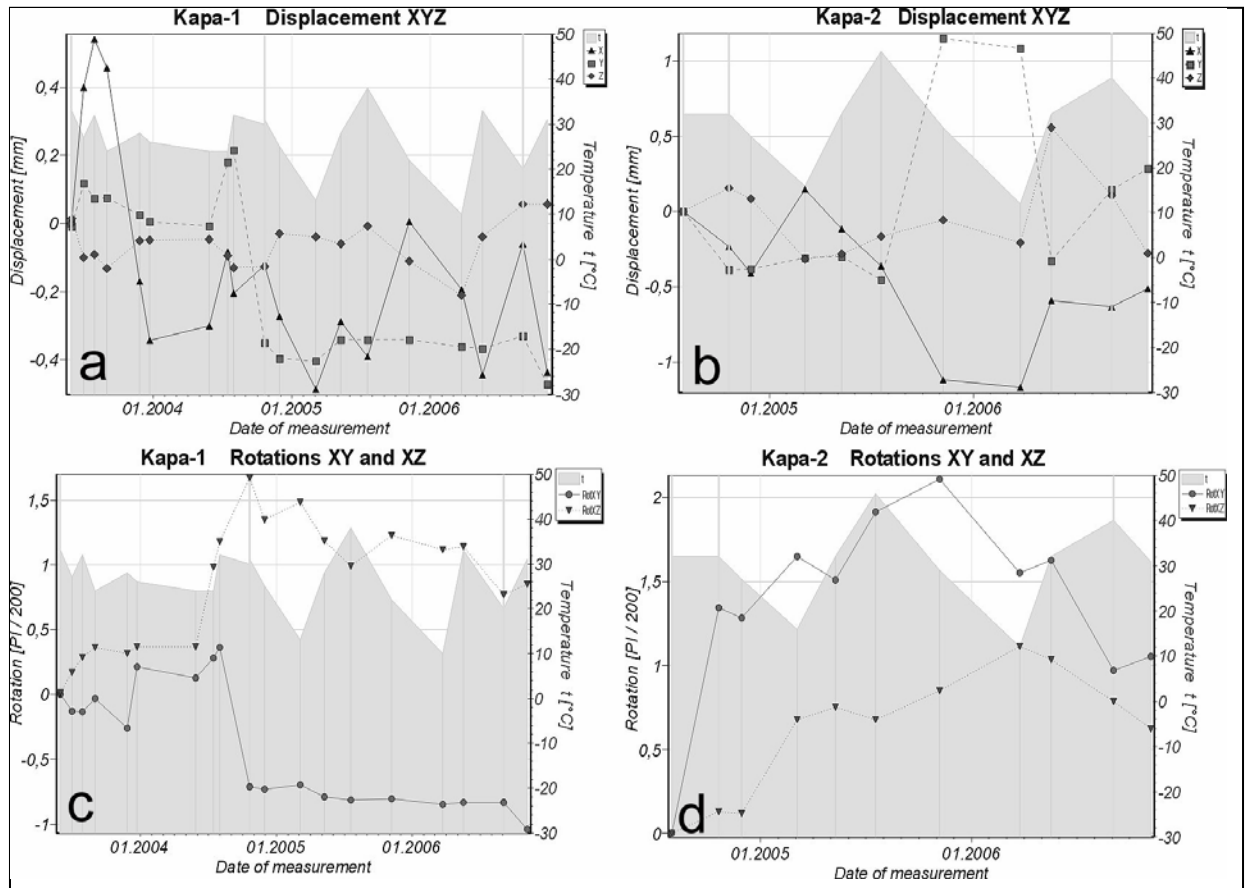 Kapa-1 Displacement XYZ
t
X
Y
Z
0,4
0,2
0
-0,2
-0,4
Displacement [mm]
50
40
30
20
10
0
-10
-20
-30
Temperature t [°C]
01.2004
01.2005
01.2006
Date of measurement
a
Kapa-2 Displacement XYZ
t
X
Y
Z
1
0,5
0
-0,5
-1
Displacement [mm]
50
40
30
20
10
0
-10
-20
-30
Temperature t [°C]
01.2005
01.2006
Date of measurement
b
Kapa-1 Rotations XY and XZ
t
RotXY
RotXZ
1,5
1
0,5
0
-0,5
-1
Rotation [PI / 200]
50
40
30
20
10
0
-10
-20
-30
Temperature t [°C]
01.2004
01.2005
01.2006
Date of measurement
c
Kapa-2 Rotations XY and XZ
t
RotXY
RotXZ
2
1,5
1
0,5
0
Rotation [PI / 200]
50
40
30
20
10
0
-10
-20
-30
Temperature t [°C]
01.2005
01.2006
Date of measurement
d